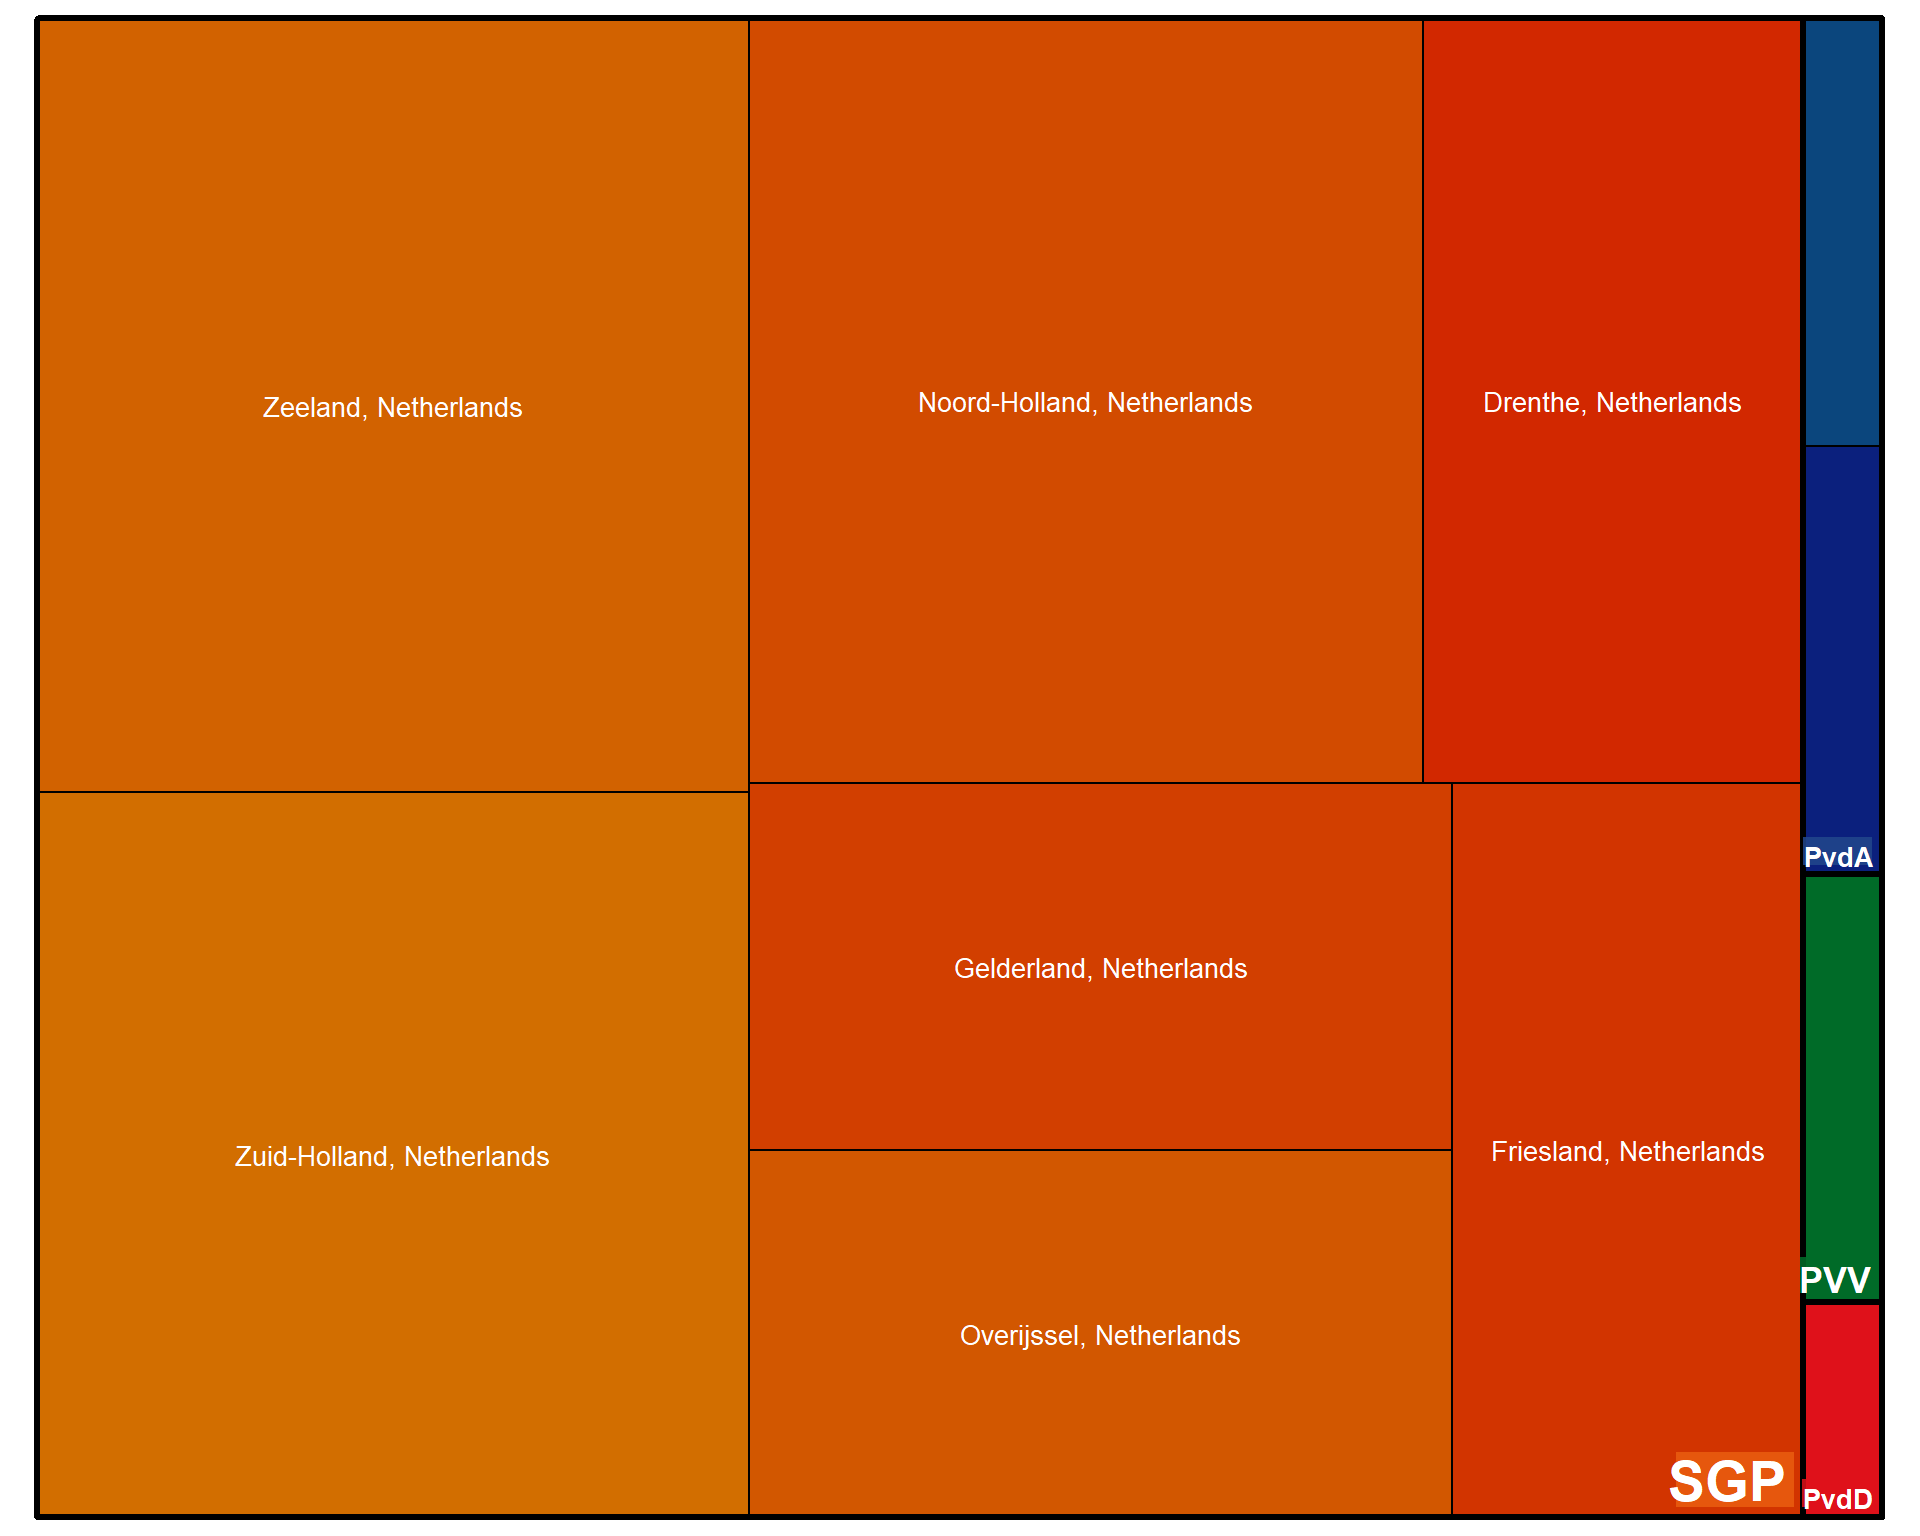 Zeeland, Netherlands
Noord-Holland, Netherlands
Drenthe, Netherlands
PvdA
Gelderland, Netherlands
Zuid-Holland, Netherlands
Friesland, Netherlands
PVV
Overijssel, Netherlands
SGP
PvdD